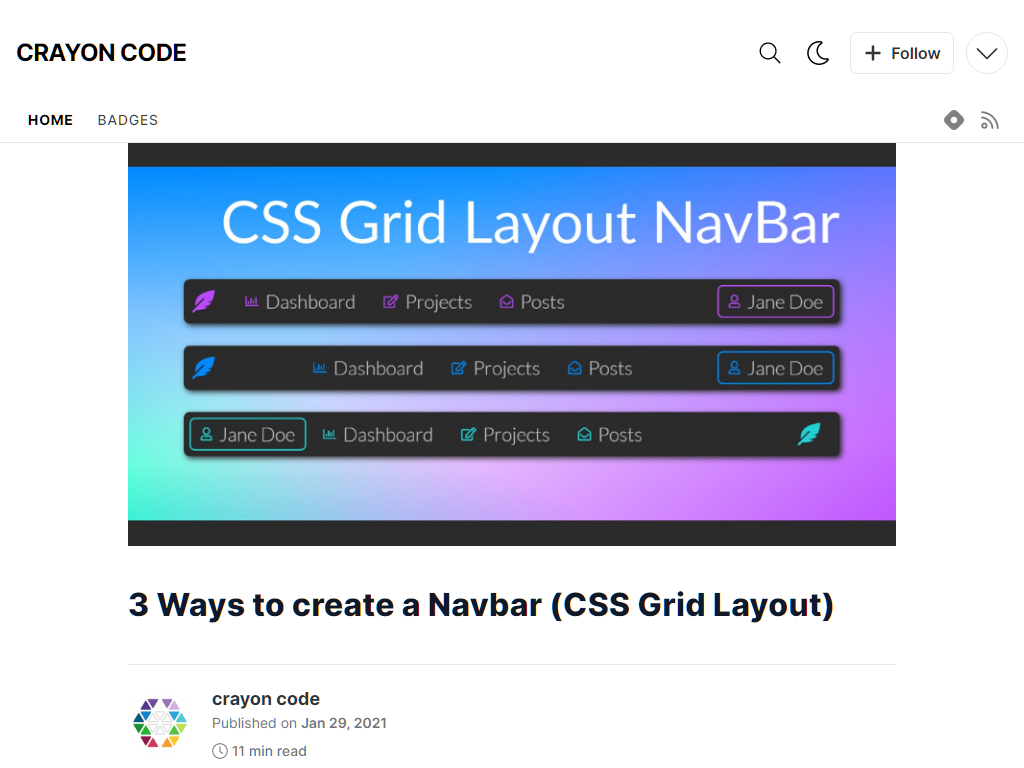 CRAYON CODE
Follow
HOME BADGES
CSS Grid Layout NavBar
Dashboard Projects Posts Jane Doe
Dashboard Projects Posts Jane Doe
Jane Doe Dashboard Projects Posts
3 Ways to create a Navbar (CSS Grid Layout)
crayon code
Published on Jan 29, 2021
11 min read